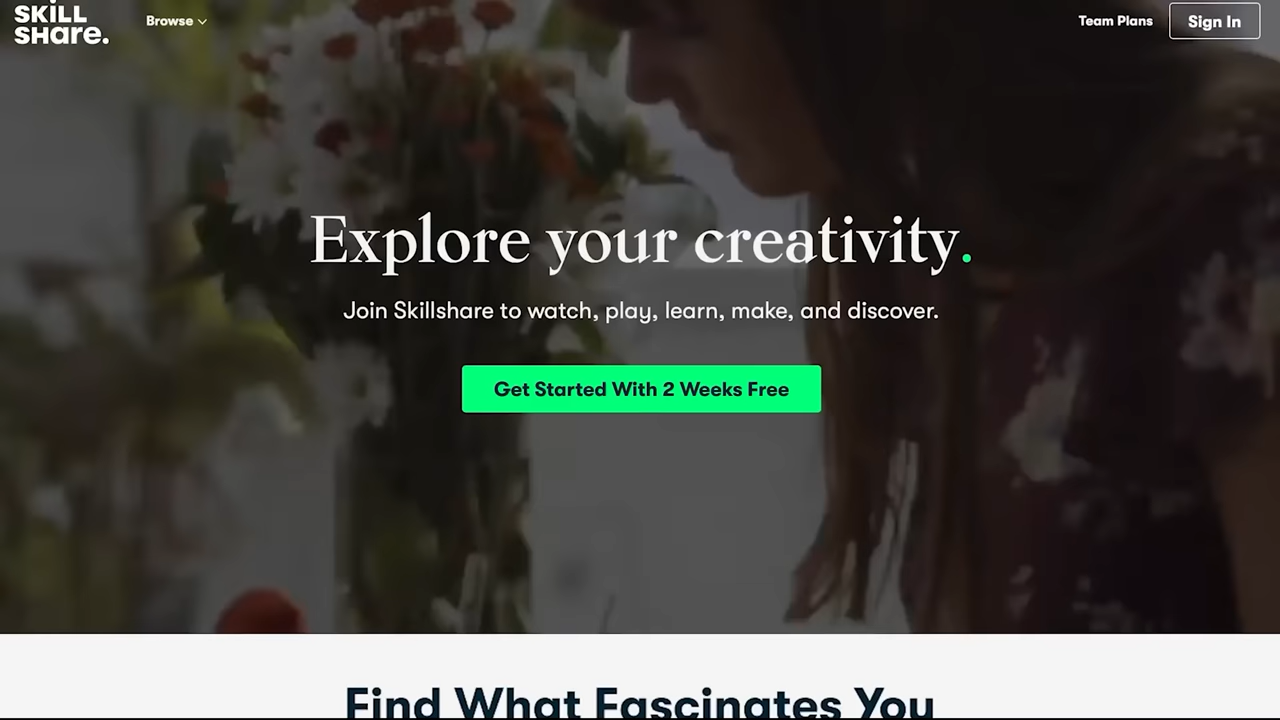 SKiLL
SHare.
Browse
Team Plans
Sign In
Explore your creativity.
Join Skillshare to watch, play, learn, make, and discover.
Get Started With 2 Weeks Free
Find What Fascinates You